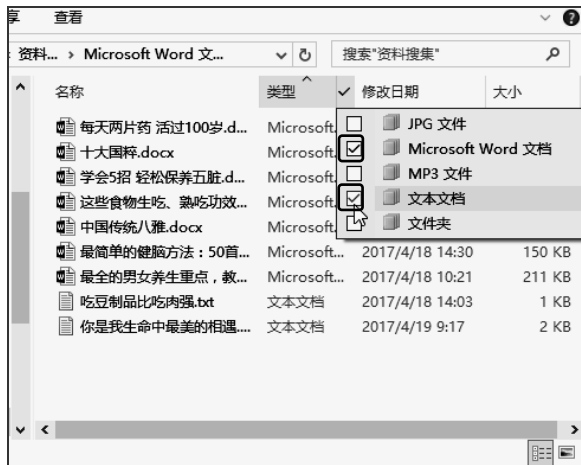 享 查看
资料... › Microsoft Word 文... 搜索"资料搜集"
名称 类型 修改日期 大小
JPG 文件
每天两片药 活过100岁.d... Microsoft.
Microsoft Word 文档
十大国粹.docx Microsoft
MP3 文件
学会5招 轻松保养五脏.d... Microsoft.
文本文档
这些食物生吃、熟吃功效... Microsoft
文件夹
中国传统八雅.docx Microsoft.
最简单的健脑方法：50首... Microsoft... 2017/4/18 14:30 150 KB
最全的男女养生重点，教... Microsoft... 2017/4/18 10:21 211 KB
吃豆制品比吃肉强.txt 文本文档 2017/4/18 14:03 1 KB
你是我生命中最美的相遇.... 文本文档 2017/4/19 9:17 2 KB